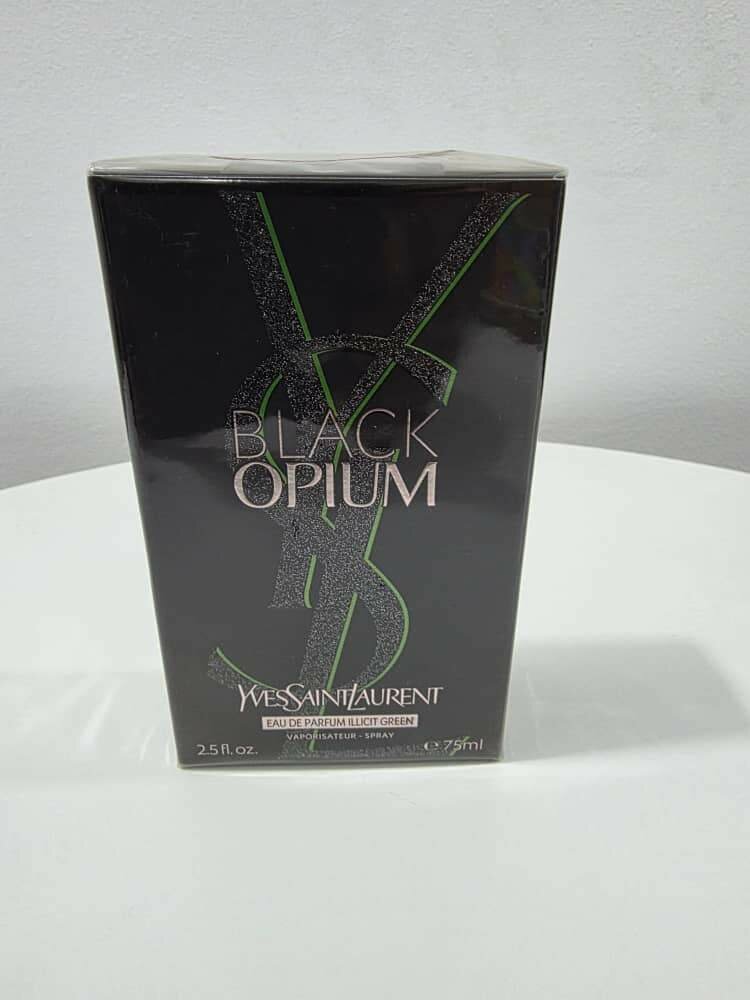 BLACK
OPIUM
YVESSAINTLAURENT
EAU DE PARFUM ILLICIT GREEN
VAPORISATEUR - SPRAY
2.5 fl. oz. ℮ 75ml